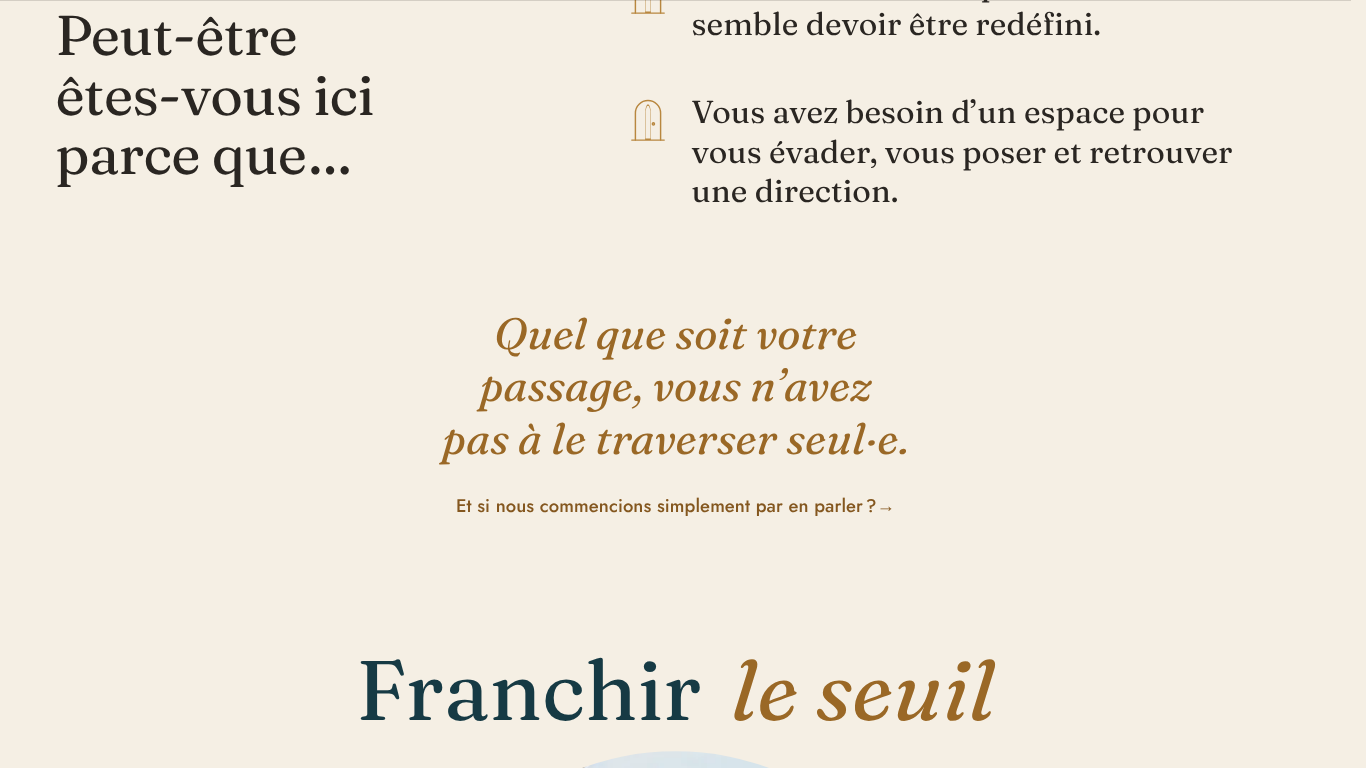 Peut-être
êtes-vous ici
parce que...
semble devoir être redéfini.
Vous avez besoin d’un espace pour
vous évader, vous poser et retrouver
une direction.
Quel que soit votre
passage, vous n’avez
pas à le traverser seul·e.
Et si nous commencions simplement par en parler ?→
Franchir le seuil